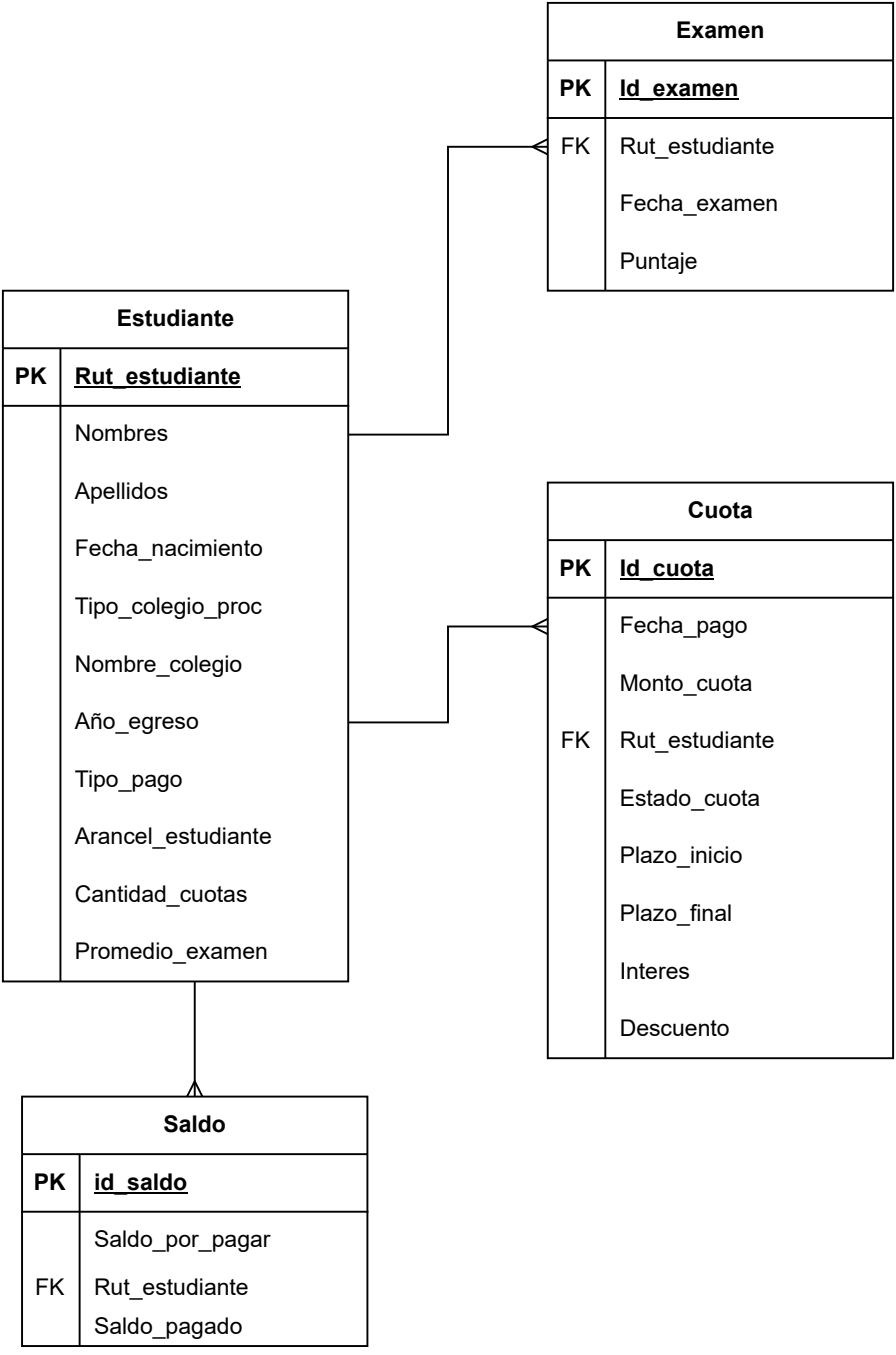 Examen
PK Id_examen
FK Rut_estudiante
Fecha_examen
Puntaje
Estudiante
PK Rut_estudiante
Nombres
Apellidos
Fecha_nacimiento
Tipo_colegio_proc
Nombre_colegio
Año_egreso
Tipo_pago
Arancel_estudiante
Cantidad_cuotas
Promedio_examen
Cuota
PK Id_cuota
Fecha_pago
Monto_cuota
FK Rut_estudiante
Estado_cuota
Plazo_inicio
Plazo_final
Interes
Descuento
Saldo
PK id_saldo
Saldo_por_pagar
FK Rut_estudiante
Saldo_pagado